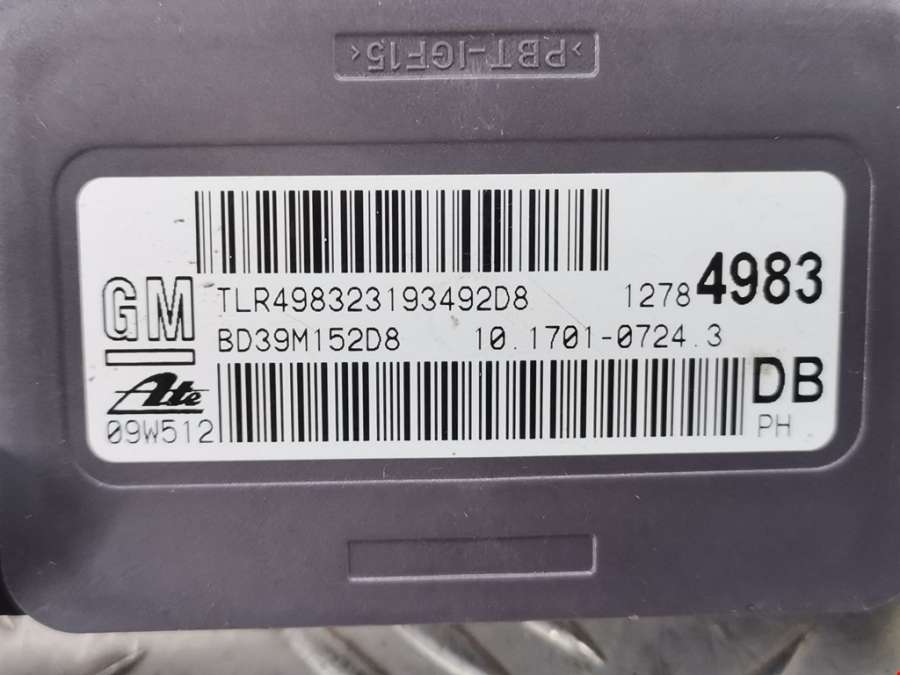 >PBT-IGF15<
GM TLR498323193492D8 1278 4983
BD39M152D8 10.1701-0724.3
Ate DB
09W512 PH